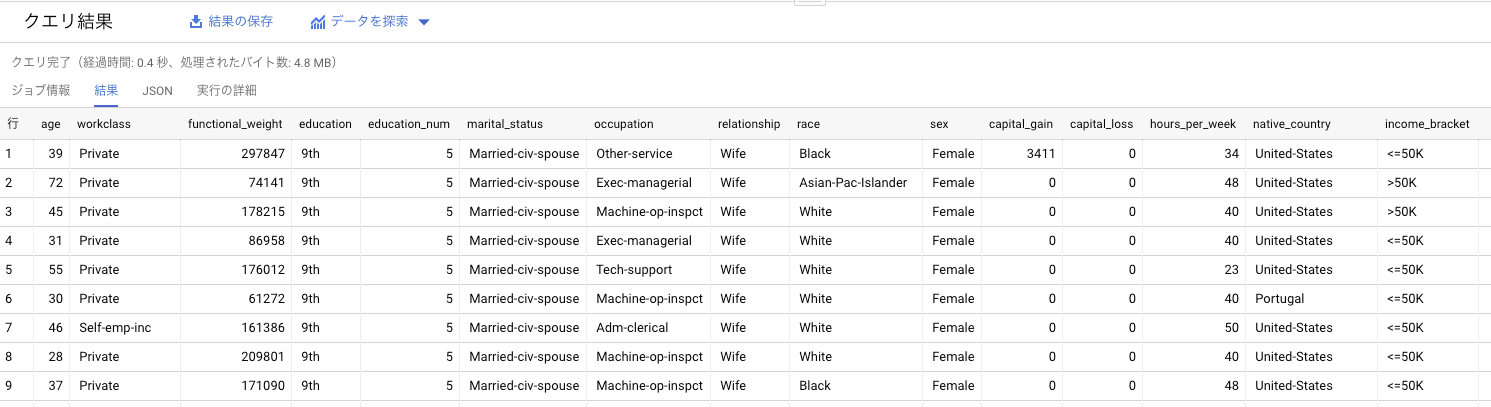 クエリ結果 結果の保存 データを探索
クエリ完了（経過時間: 0.4 秒、処理されたバイト数: 4.8 MB）
ジョブ情報 結果 JSON 実行の詳細
行 age workclass functional_weight education education_num marital_status occupation relationship race sex capital_gain capital_loss hours_per_week native_country income_bracket
1 39 Private 297847 9th 5 Married-civ-spouse Other-service Wife Black Female 3411 0 34 United-States <=50K
2 72 Private 74141 9th 5 Married-civ-spouse Exec-managerial Wife Asian-Pac-Islander Female 0 0 48 United-States >50K
3 45 Private 178215 9th 5 Married-civ-spouse Machine-op-inspct Wife White Female 0 0 40 United-States >50K
4 31 Private 86958 9th 5 Married-civ-spouse Exec-managerial Wife White Female 0 0 40 United-States <=50K
5 55 Private 176012 9th 5 Married-civ-spouse Tech-support Wife White Female 0 0 23 United-States <=50K
6 30 Private 61272 9th 5 Married-civ-spouse Machine-op-inspct Wife White Female 0 0 40 Portugal <=50K
7 46 Self-emp-inc 161386 9th 5 Married-civ-spouse Adm-clerical Wife White Female 0 0 50 United-States <=50K
8 28 Private 209801 9th 5 Married-civ-spouse Machine-op-inspct Wife White Female 0 0 40 United-States <=50K
9 37 Private 171090 9th 5 Married-civ-spouse Machine-op-inspct Wife Black Female 0 0 48 United-States <=50K